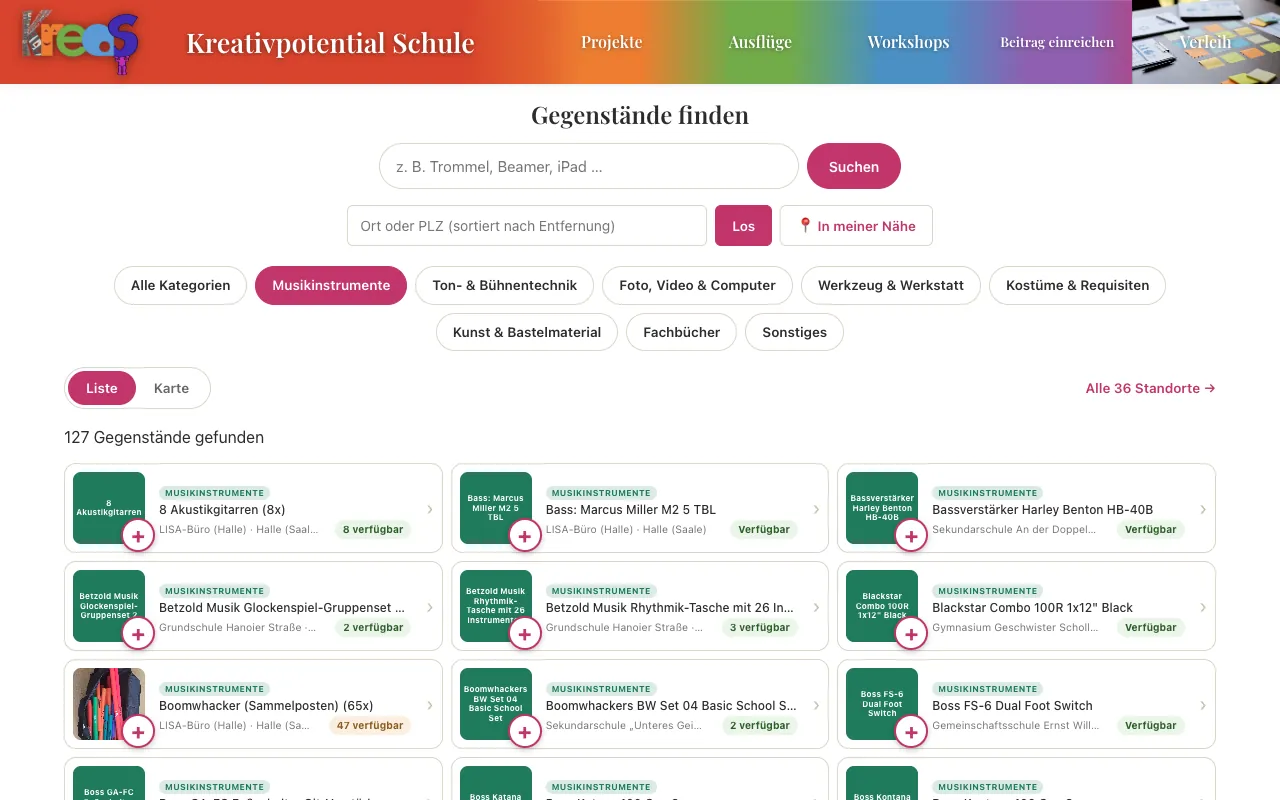 KreaS
Kreativpotential Schule
Projekte
Ausflüge
Workshops
Beitrag einreichen
Verleih
Gegenstände finden
z. B. Trommel, Beamer, iPad ...
Suchen
Ort oder PLZ (sortiert nach Entfernung)
Los
In meiner Nähe
Alle Kategorien
Musikinstrumente
Ton- & Bühnentechnik
Foto, Video & Computer
Werkzeug & Werkstatt
Kostüme & Requisiten
Kunst & Bastelmaterial
Fachbücher
Sonstiges
Liste
Karte
Alle 36 Standorte →
127 Gegenstände gefunden
8
Akustikgitarren
MUSIKINSTRUMENTE
8 Akustikgitarren (8x)
LISA-Büro (Halle) · Halle (Saal...
8 verfügbar
Bass: Marcus
Miller M2 5
TBL
MUSIKINSTRUMENTE
Bass: Marcus Miller M2 5 TBL
LISA-Büro (Halle) · Halle (Saale)
Verfügbar
Bassverstärker
Harley Benton
HB-40B
MUSIKINSTRUMENTE
Bassverstärker Harley Benton HB-40B
Sekundarschule An der Doppel...
Verfügbar
Betzold Musik
Glockenspiel-
Gruppenset 2
MUSIKINSTRUMENTE
Betzold Musik Glockenspiel-Gruppenset ...
Grundschule Hanoier Straße ·...
2 verfügbar
Betzold Musik
Rhythmik-
Tasche mit 26
MUSIKINSTRUMENTE
Betzold Musik Rhythmik-Tasche mit 26 In...
Grundschule Hanoier Straße ·...
3 verfügbar
Blackstar
Combo 100R
1x12" Black
MUSIKINSTRUMENTE
Blackstar Combo 100R 1x12" Black
Gymnasium Geschwister Scholl...
Verfügbar
MUSIKINSTRUMENTE
Boomwhacker (Sammelposten) (65x)
LISA-Büro (Halle) · Halle (Sa...
47 verfügbar
Boomwhackers
BW Set 04
Basic School
Set
MUSIKINSTRUMENTE
Boomwhackers BW Set 04 Basic School S...
Sekundarschule „Unteres Gei...
2 verfügbar
Boss FS-6
Dual Foot
Switch
MUSIKINSTRUMENTE
Boss FS-6 Dual Foot Switch
Gemeinschaftsschule Ernst Will...
Verfügbar
Boss GA-FC
MUSIKINSTRUMENTE
Boss Katana
MUSIKINSTRUMENTE
Boss Kontana
MUSIKINSTRUMENTE